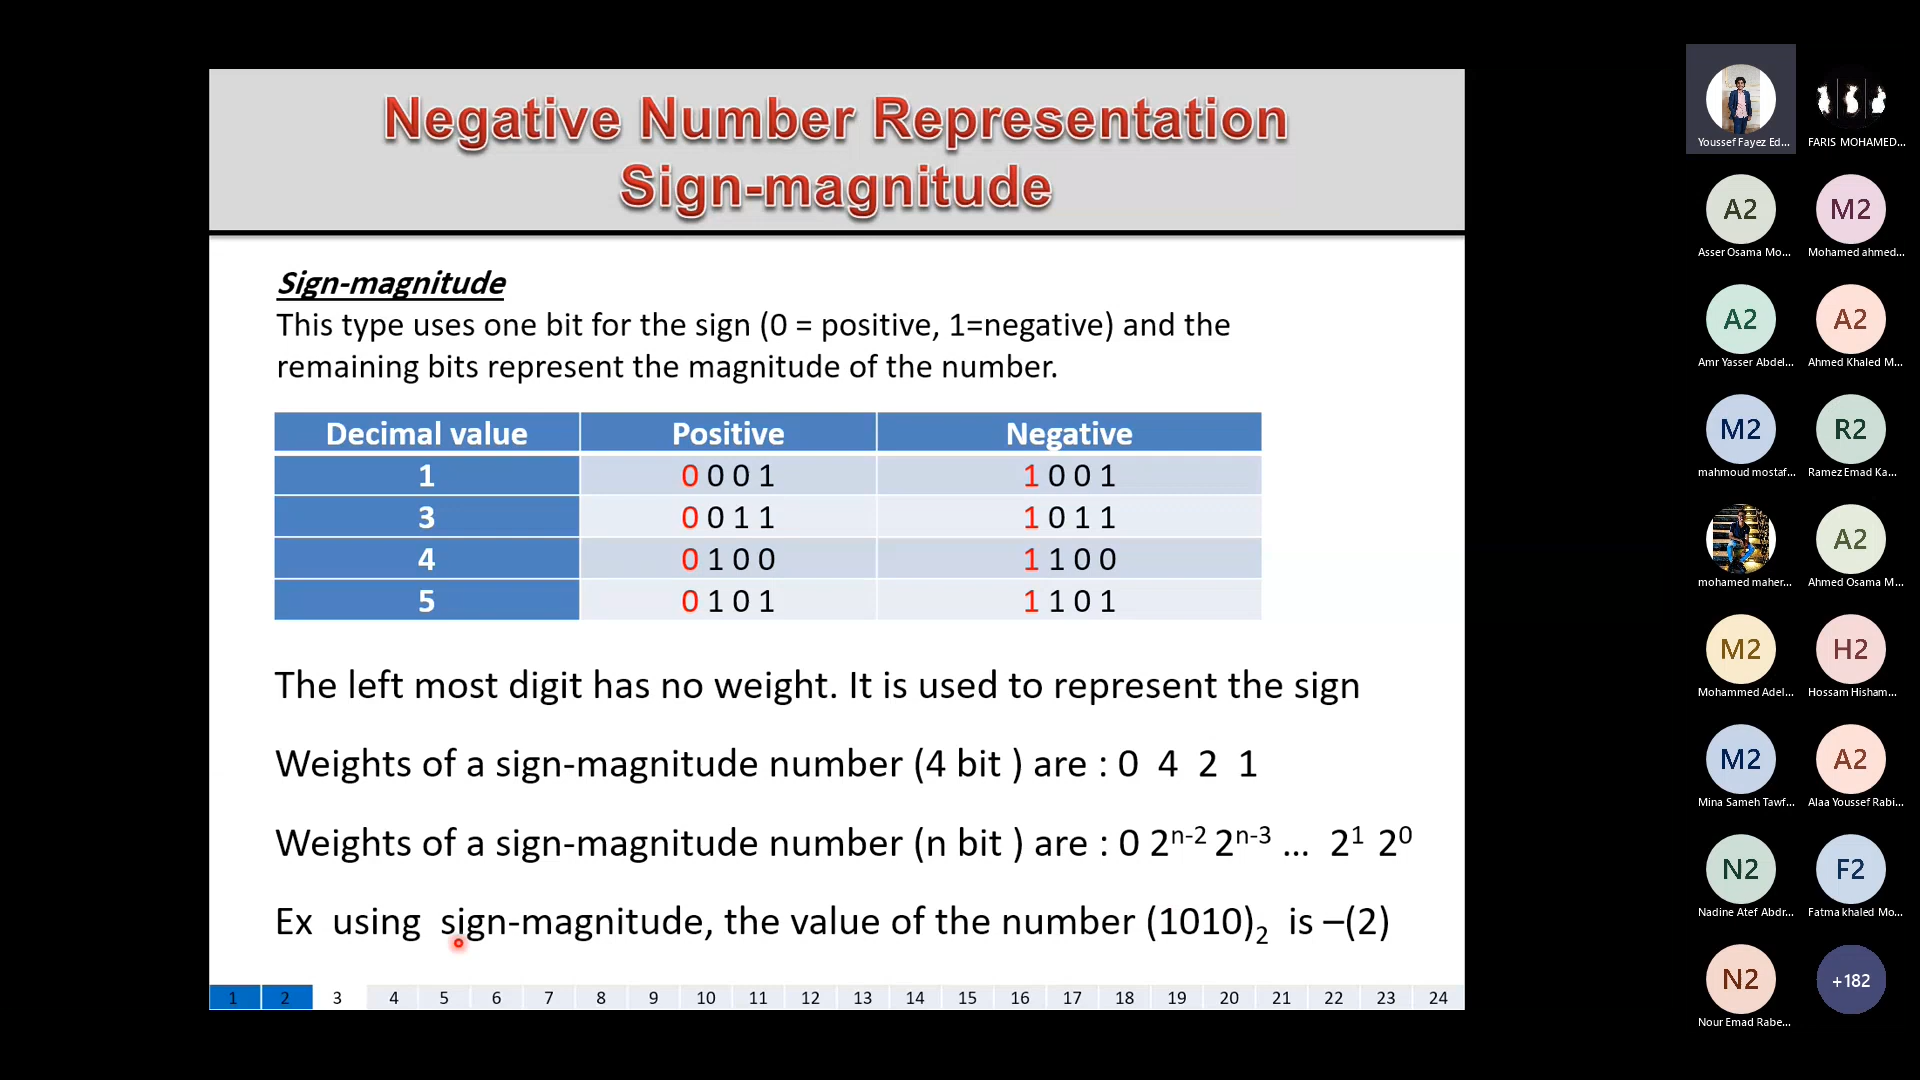 Negative Number Representation
Sign-magnitude
Sign-magnitude
This type uses one bit for the sign (0 = positive, 1=negative) and the
remaining bits represent the magnitude of the number.
Decimal value Positive Negative
1 0 0 0 1 1 0 0 1
3 0 0 1 1 1 0 1 1
4 0 1 0 0 1 1 0 0
5 0 1 0 1 1 1 0 1
The left most digit has no weight. It is used to represent the sign
Weights of a sign-magnitude number (4 bit ) are : 0 4 2 1
Weights of a sign-magnitude number (n bit ) are : 0 2ⁿ⁻² 2ⁿ⁻³ ... 2¹ 2⁰
Ex using sign-magnitude, the value of the number (1010)₂ is –(2)
1 2 3 4 5 6 7 8 9 10 11 12 13 14 15 16 17 18 19 20 21 22 23 24
Youssef Fayez Ed... FARIS MOHAMED...
A2 M2
Asser Osama Mo... Mohamed ahmed...
A2 A2
Amr Yasser Abdel... Ahmed Khaled M...
M2 R2
mahmoud mostaf... Ramez Emad Ka...
A2
mohamed maher... Ahmed Osama M...
M2 H2
Mohammed Adel... Hossam Hisham...
M2 A2
Mina Sameh Tawf... Alaa Youssef Rabi...
N2 F2
Nadine Atef Abdr... Fatma khaled Mo...
N2 +182
Nour Emad Rabe...